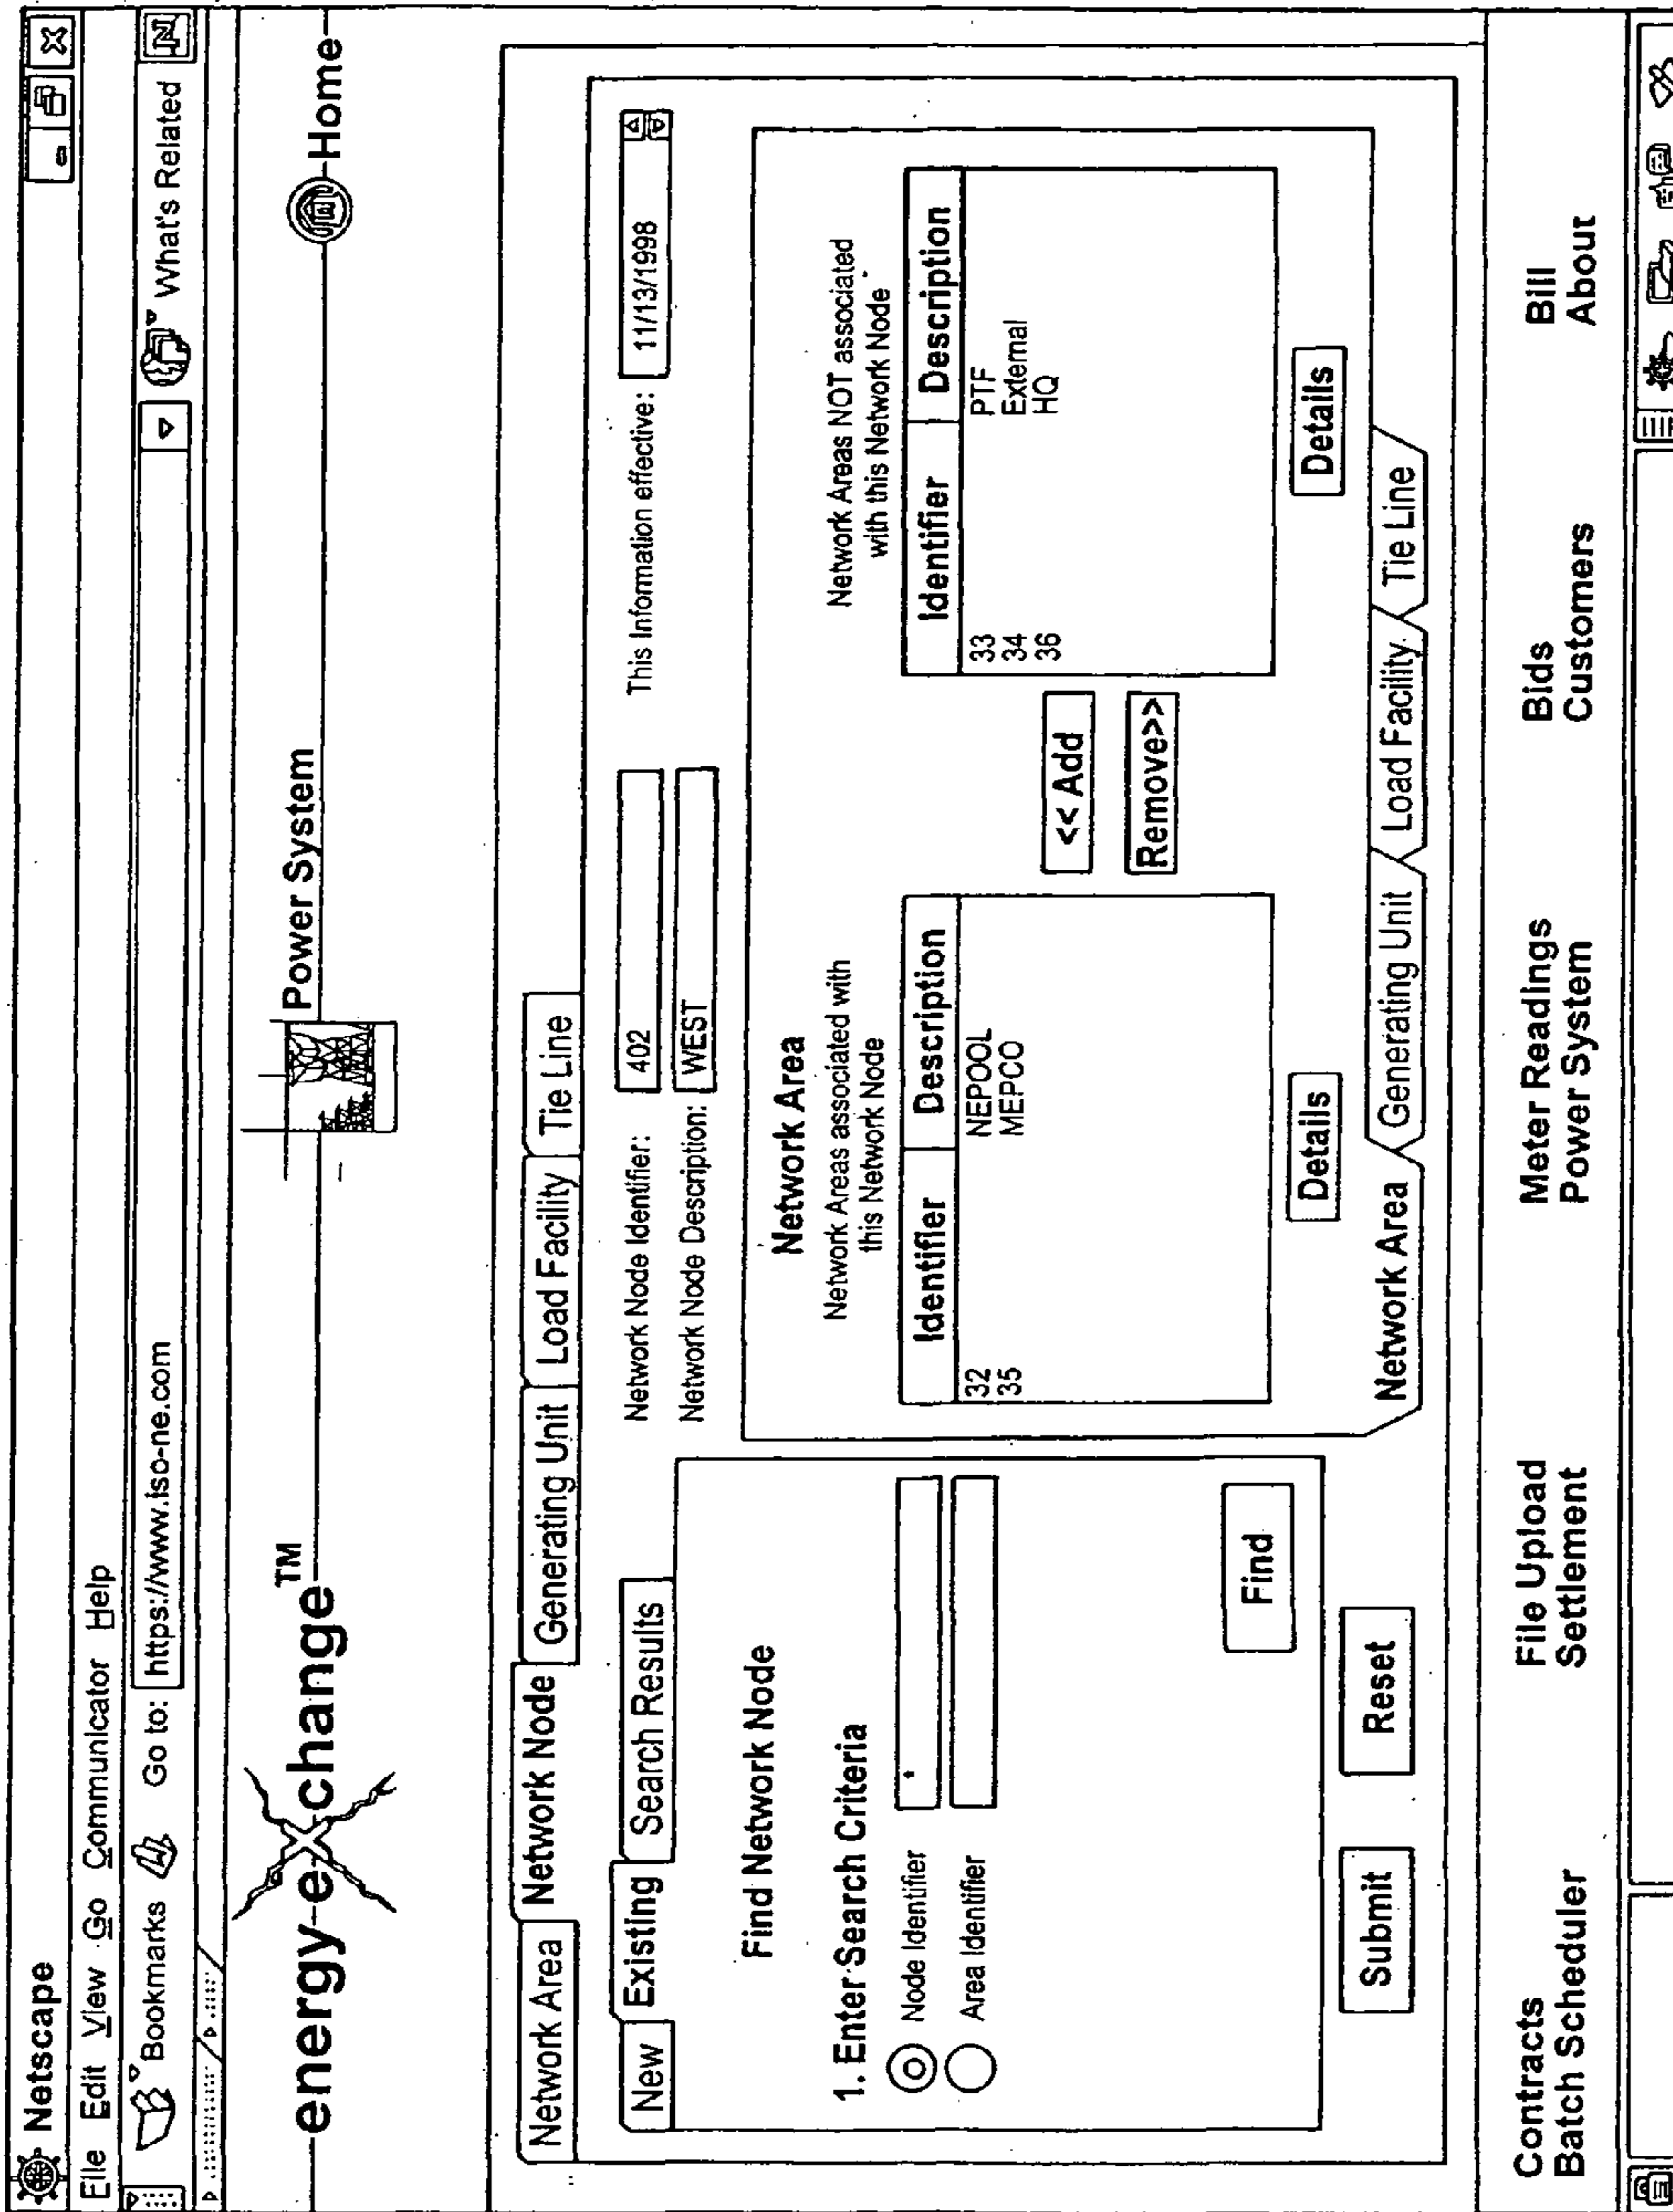 Netscape
File Edit View Go Communicator Help
Bookmarks Go to: https://www.iso-ne.com What's Related
energy-exchange™ Power System Home
Network Area Network Node Generating Unit Load Facility Tie Line
New Existing Search Results
Find Network Node
1. Enter Search Criteria
Node Identifier *
Area Identifier
Find
Submit Reset
Network Node Identifier: 402 This Information effective: 11/13/1998
Network Node Description: WEST
Network Area
Network Areas associated with
this Network Node
Identifier Description
32 NEPOOL
35 MEPCO
Details
<< Add
Remove>>
Network Areas NOT associated
with this Network Node
Identifier Description
33 PTF
34 External
36 HQ
Details
Network Area Generating Unit Load Facility Tie Line
Contracts File Upload Meter Readings Bids Bill
Batch Scheduler Settlement Power System Customers About